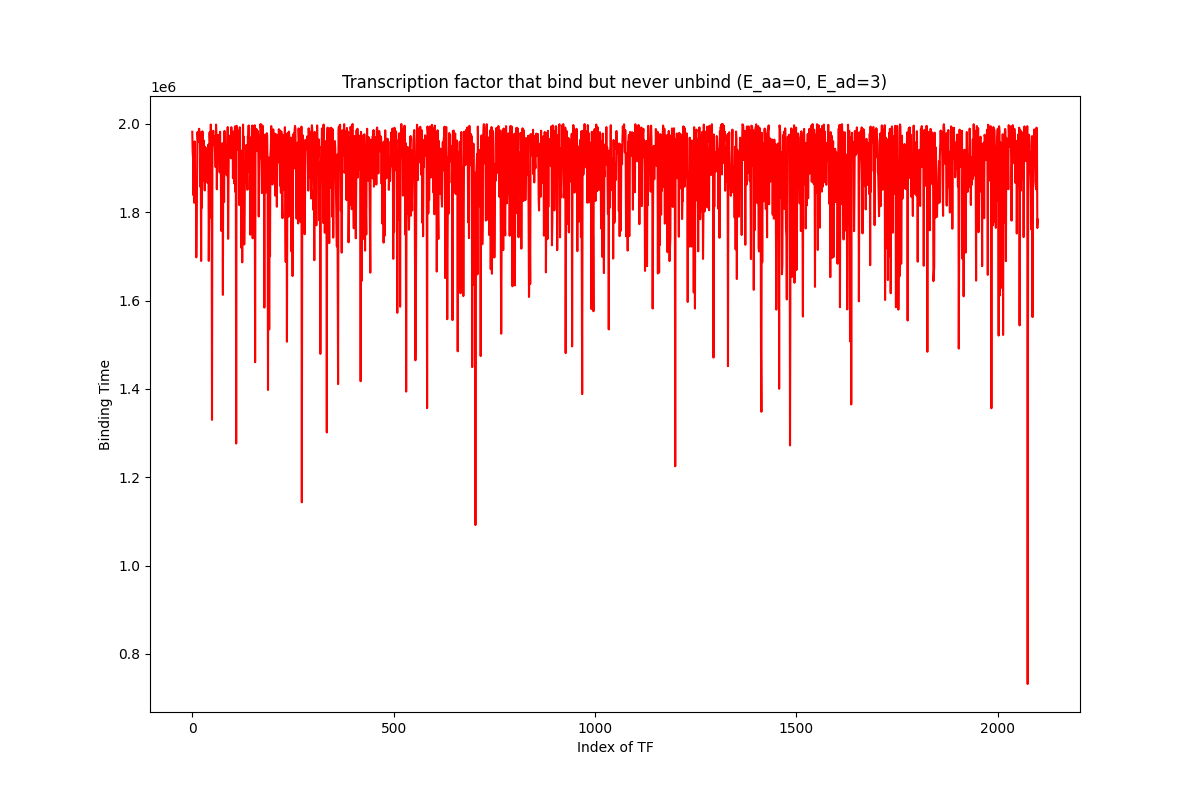 Transcription factor that bind but never unbind (E_aa=0, E_ad=3)
1e6
2.0
1.8
1.6
1.4
1.2
1.0
0.8
Binding Time
0 500 1000 1500 2000
Index of TF